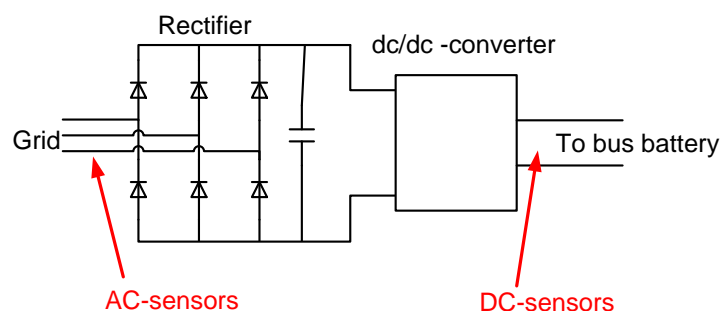 Rectifier
dc/dc -converter
Grid
To bus battery
AC-sensors
DC-sensors